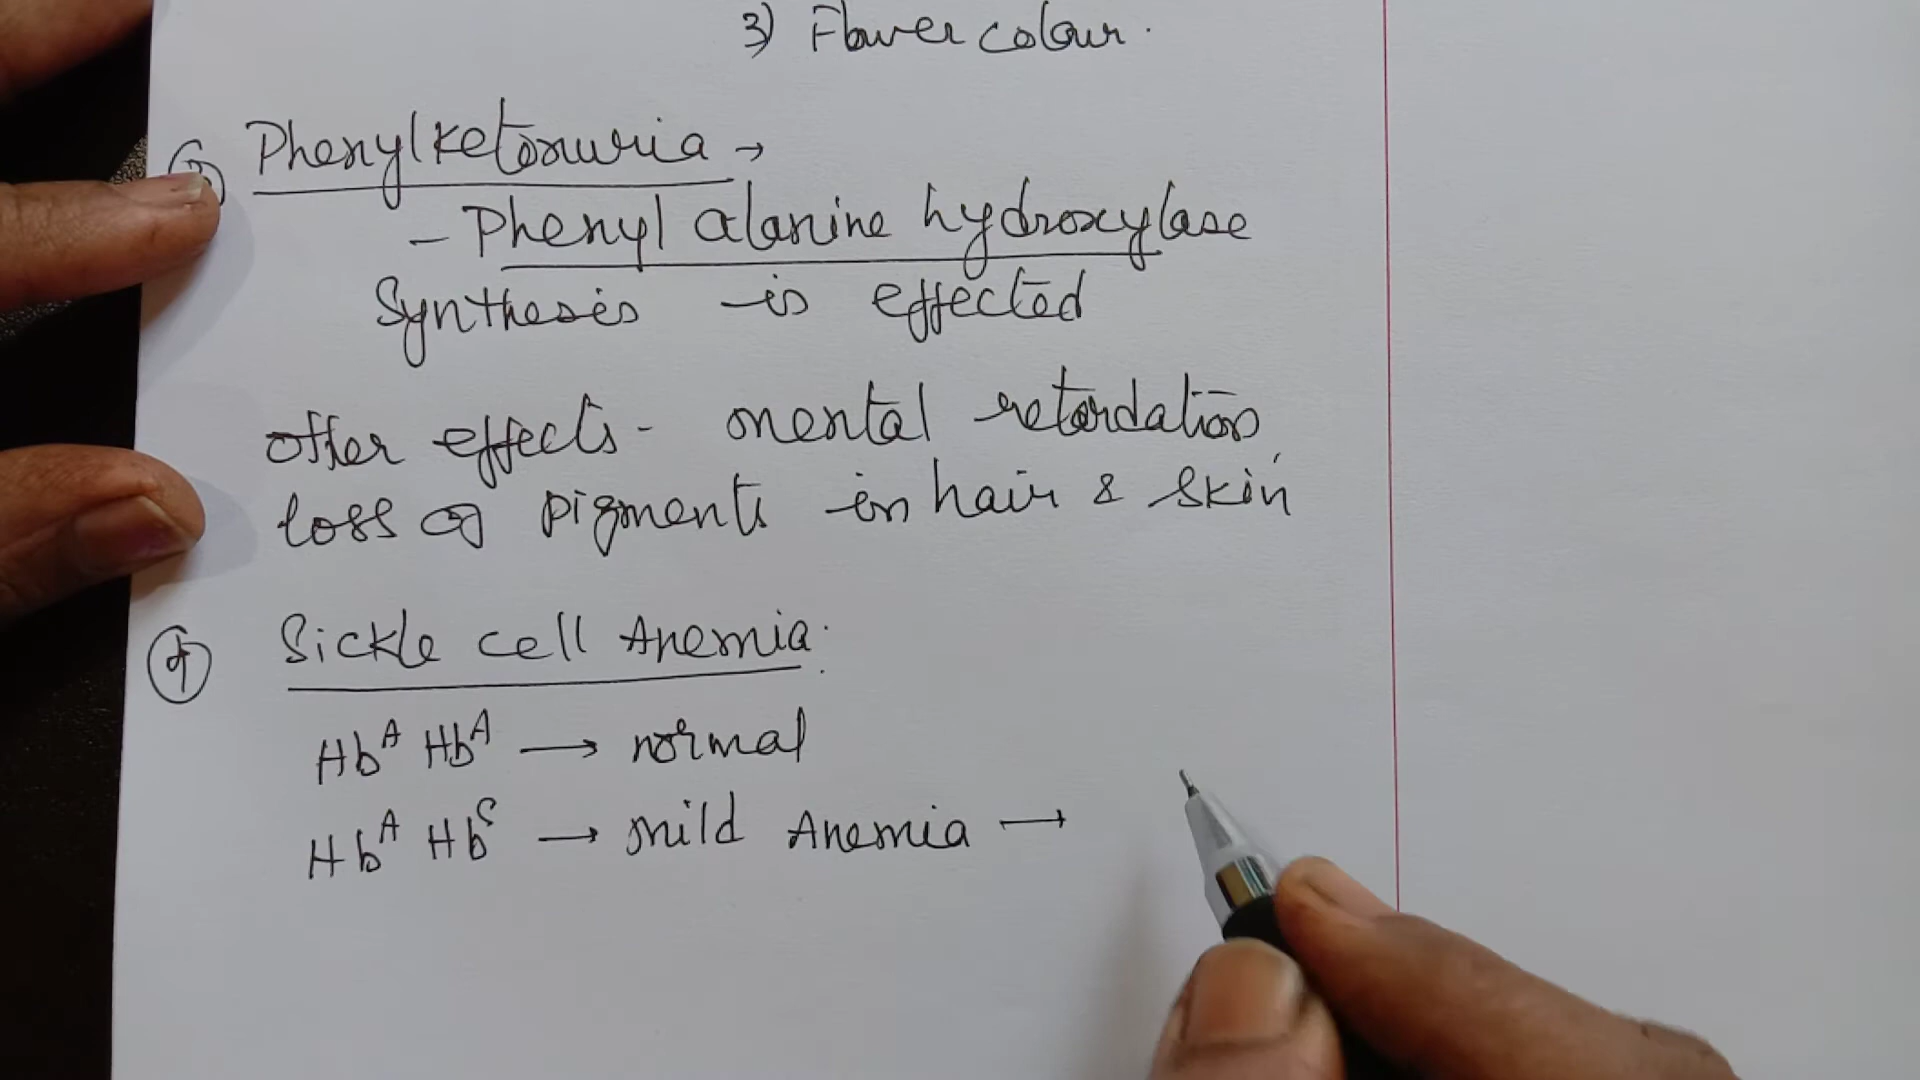 3) Flower colour.
Phenylketonuria →
- Phenyl alanine hydroxylase
Synthesis is effected
other effects - mental retardation,
loss of pigments in hair & skin
④ Sickle cell Anemia:
Hb^A Hb^A → normal
Hb^A Hb^S → mild Anemia →